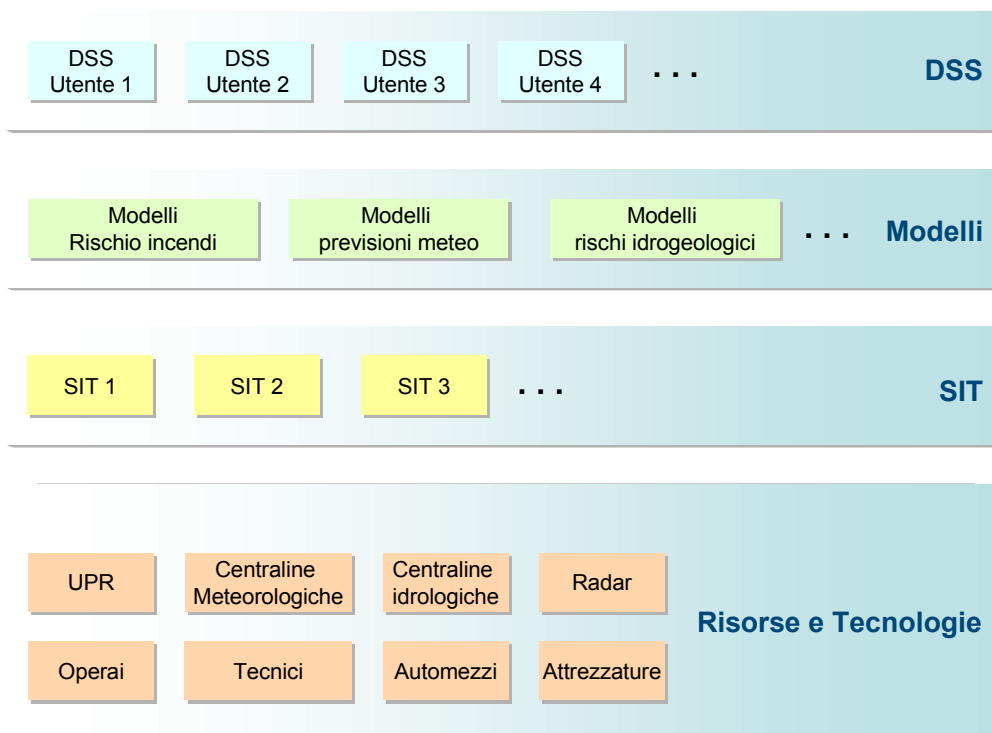 DSS
Utente 1
DSS
Utente 2
DSS
Utente 3
DSS
Utente 4
. . .
DSS
Modelli
Rischio incendi
Modelli
previsioni meteo
Modelli
rischi idrogeologici
. . .
Modelli
SIT 1
SIT 2
SIT 3
. . .
SIT
UPR
Centraline
Meteorologiche
Centraline
idrologiche
Radar
Risorse e Tecnologie
Operai
Tecnici
Automezzi
Attrezzature